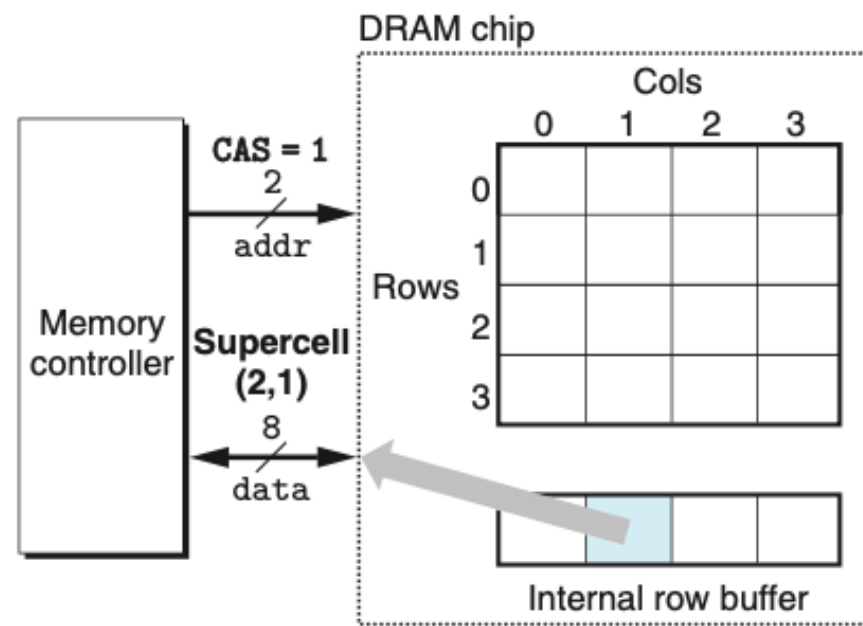 DRAM chip
Cols
0 1 2 3
CAS = 1
2
addr
0
1
Rows
2
3
Memory
controller
Supercell
(2,1)
8
data
Internal row buffer